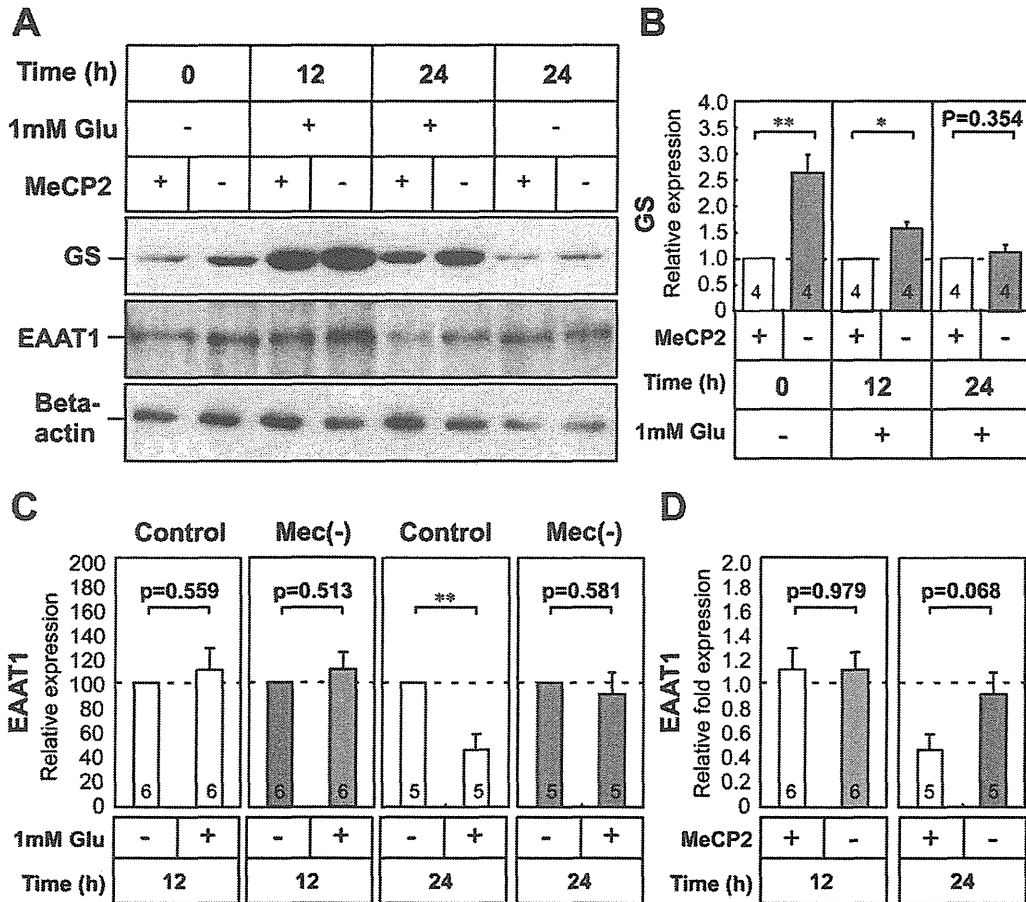 A
Time (h) 0 12 24 24
1mM Glu - + + -
MeCP2 + - + - + - + -
GS
EAAT1
Beta-
actin
B
GS
Relative expression
4.0
3.5
3.0
2.5
2.0
1.5
1.0
0.5
0
** * P=0.354
4 4 4 4 4 4
MeCP2 + - + - + -
Time (h) 0 12 24
1mM Glu - + +
C
Control Mec(-) Control Mec(-)
EAAT1
Relative expression
200
180
160
140
120
100
80
60
40
20
0
p=0.559 p=0.513 ** p=0.581
6 6 6 6 5 5 5 5
1mM Glu - + - + - + - +
Time (h) 12 12 24 24
D
EAAT1
Relative fold expression
2.0
1.8
1.6
1.4
1.2
1.0
0.8
0.6
0.4
0.2
0
p=0.979 p=0.068
6 6 5 5
MeCP2 + - + -
Time (h) 12 24